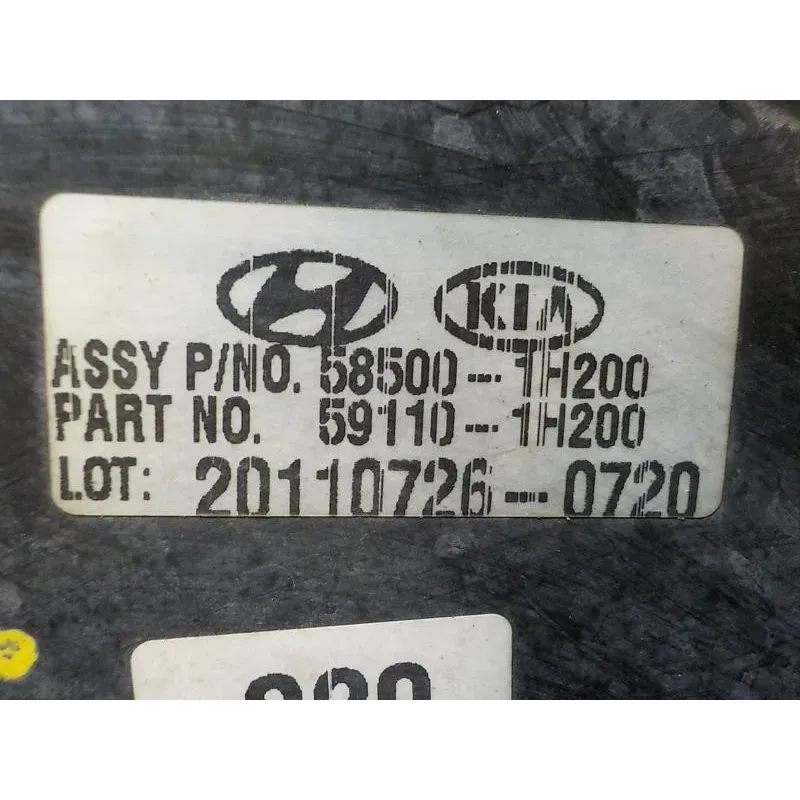 KIA
ASSY P/NO. 58500-1H200
PART NO. 59110-1H200
LOT: 20110726-0720